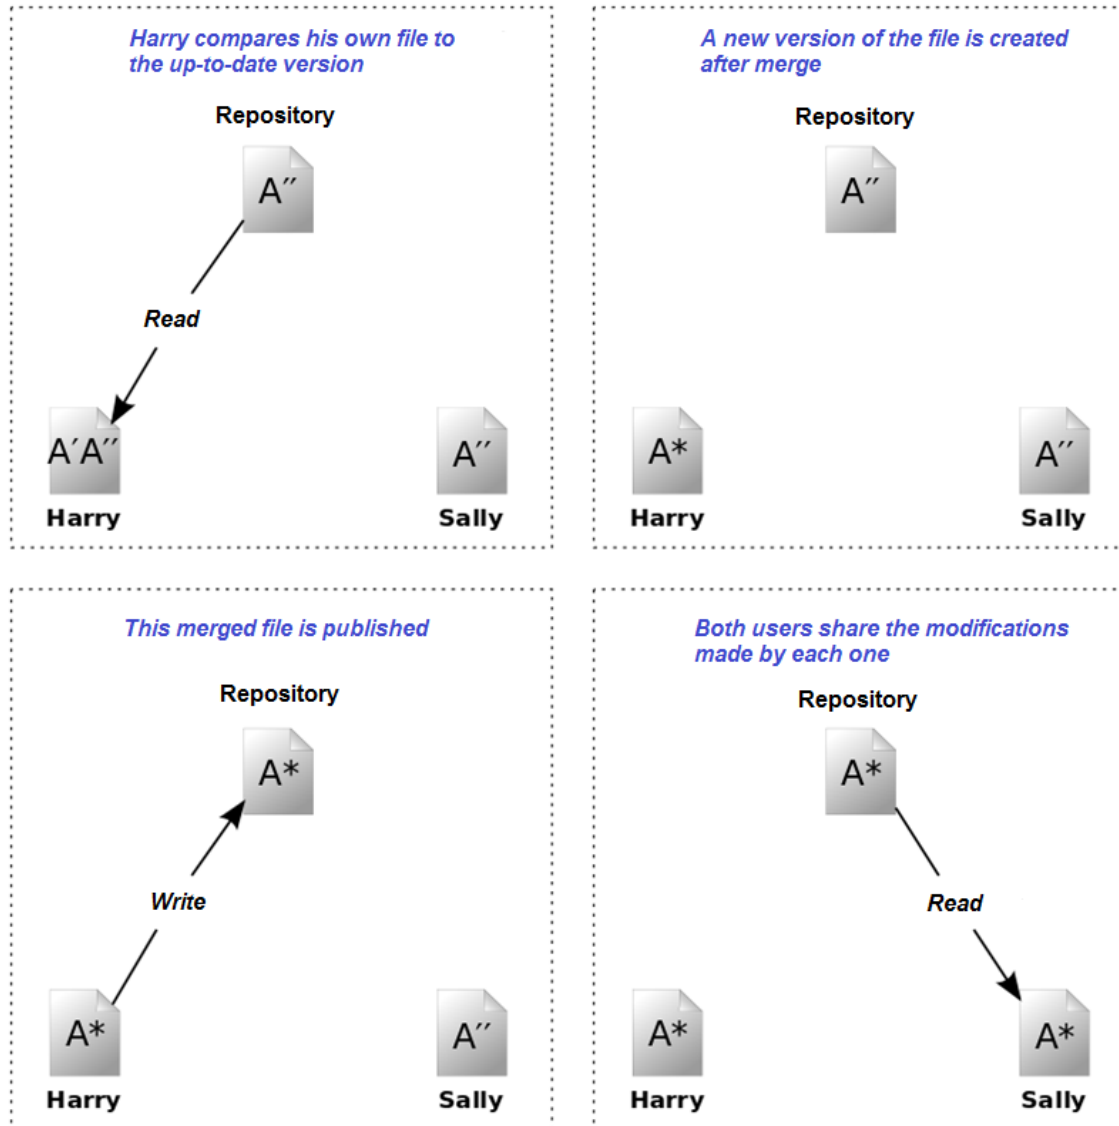 Harry compares his own file to
the up-to-date version
Repository
A″
Read
A′A″
Harry
A″
Sally
A new version of the file is created
after merge
Repository
A″
A*
Harry
A″
Sally
This merged file is published
Repository
A*
Write
A*
Harry
A″
Sally
Both users share the modifications
made by each one
Repository
A*
Read
A*
Harry
A*
Sally